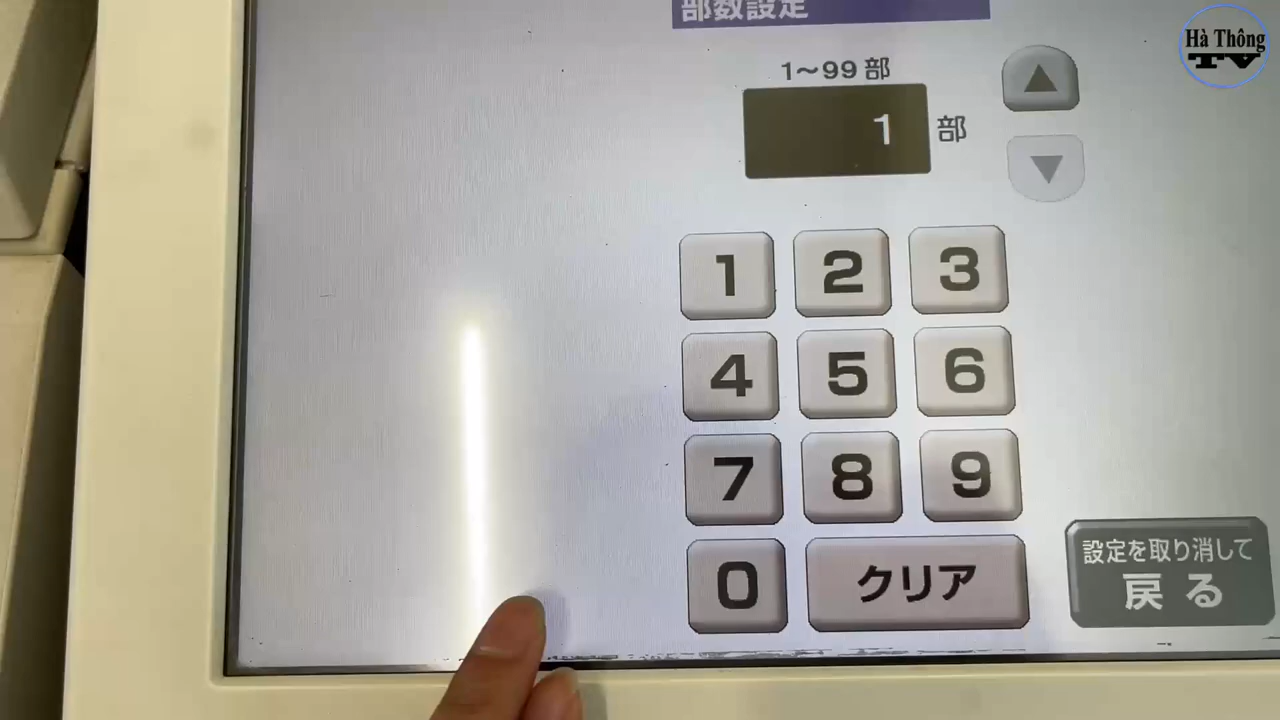 部数設定
Hà Thông
TV
1〜99 部
1 部
▲
▼
1 2 3
4 5 6
7 8 9
0 クリア
設定を取り消して
戻る